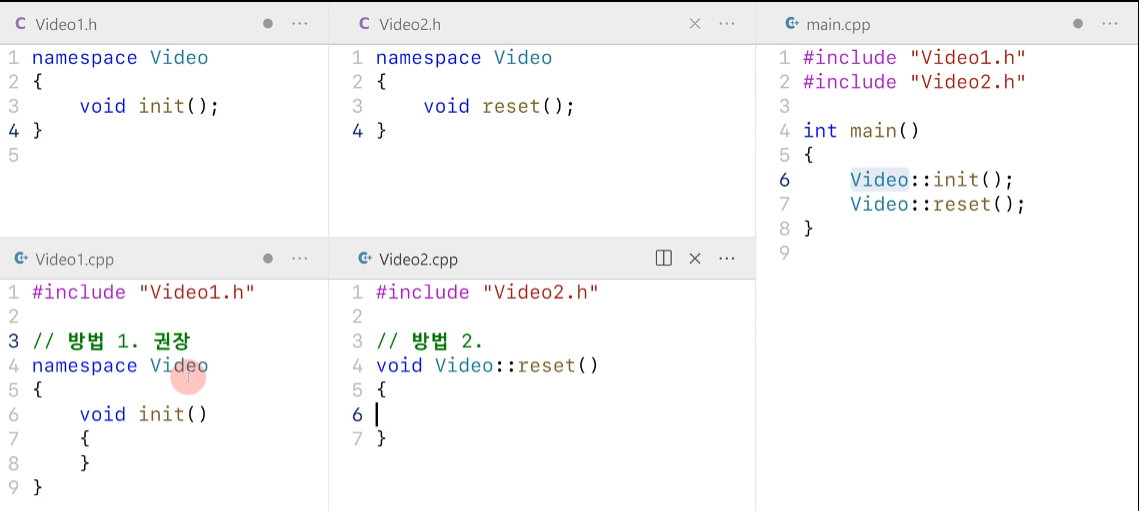 Video1.h
1 namespace Video
2 {
3     void init();
4 }
5
Video2.h
1 namespace Video
2 {
3     void reset();
4 }
main.cpp
1 #include "Video1.h"
2 #include "Video2.h"
3
4 int main()
5 {
6     Video::init();
7     Video::reset();
8 }
9
Video1.cpp
1 #include "Video1.h"
2
3 // 방법 1. 권장
4 namespace Video
5 {
6     void init()
7     {
8     }
9 }
Video2.cpp
1 #include "Video2.h"
2
3 // 방법 2.
4 void Video::reset()
5 {
6
7 }